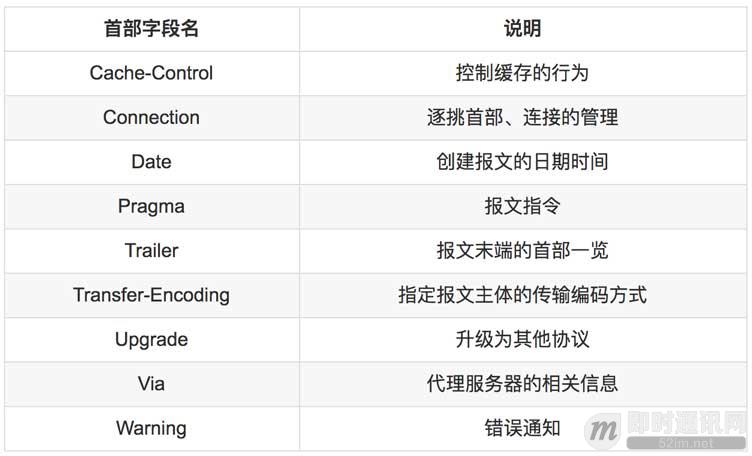 首部字段名 说明
Cache-Control 控制缓存的行为
Connection 逐挑首部、连接的管理
Date 创建报文的日期时间
Pragma 报文指令
Trailer 报文末端的首部一览
Transfer-Encoding 指定报文主体的传输编码方式
Upgrade 升级为其他协议
Via 代理服务器的相关信息
Warning 错误通知
m 即时通讯网
52im.net